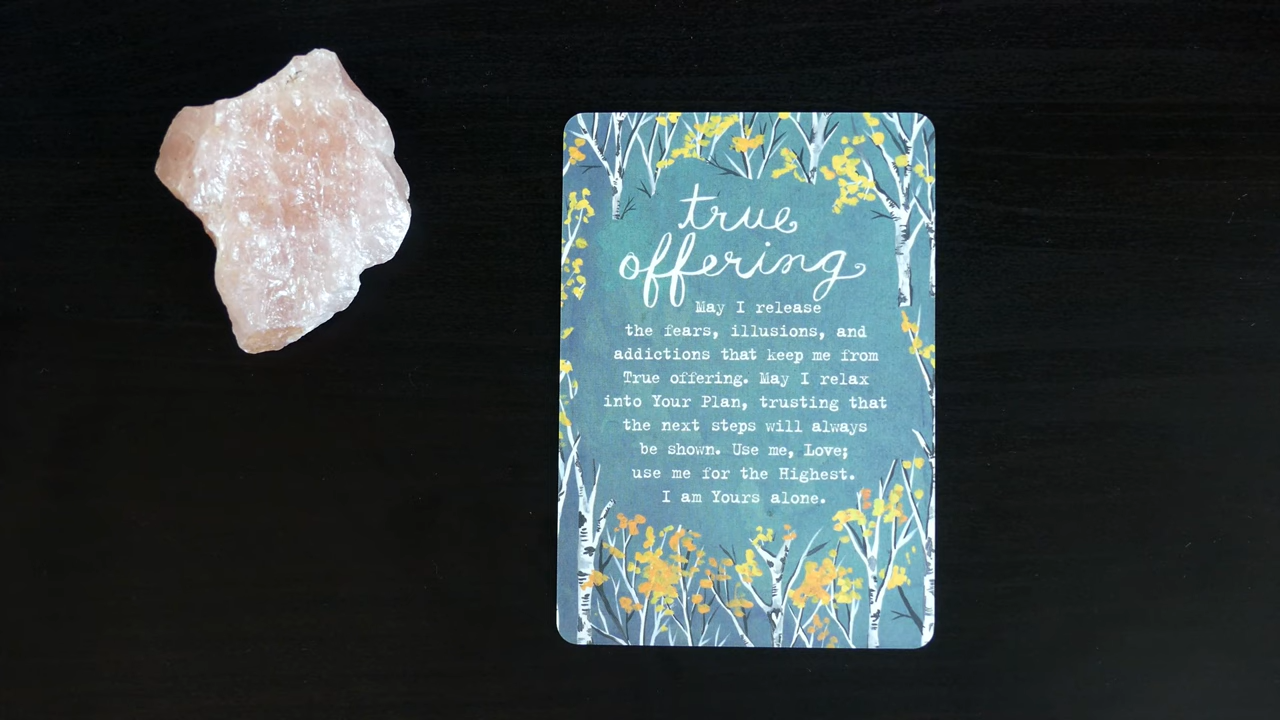 true
offering
May I release
the fears, illusions, and
addictions that keep me from
True offering. May I relax
into Your Plan, trusting that
the next steps will always
be shown. Use me, Love;
use me for the Highest.
I am Yours alone.